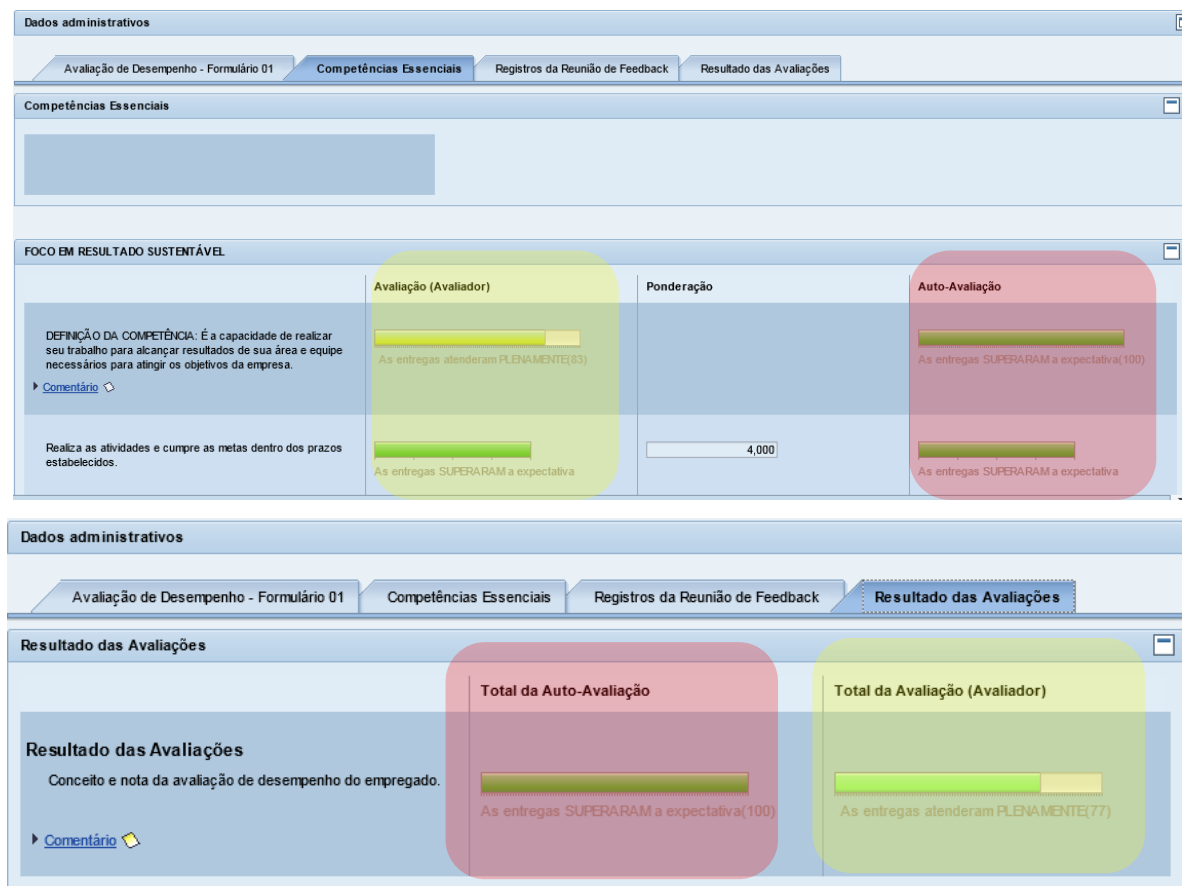 Dados administrativos
Avaliação de Desempenho - Formulário 01
Competências Essenciais
Registros da Reunião de Feedback
Resultado das Avaliações
Competências Essenciais
FOCO EM RESULTADO SUSTENTÁVEL
Avaliação (Avaliador)
Ponderação
Auto-Avaliação
DEFINIÇÃO DA COMPETÊNCIA: É a capacidade de realizar
seu trabalho para alcançar resultados de sua área e equipe
necessários para atingir os objetivos da empresa.
Comentário
As entregas atenderam PLENAMENTE(83)
As entregas SUPERARAM a expectativa(100)
Realiza as atividades e cumpre as metas dentro dos prazos
estabelecidos.
As entregas SUPERARAM a expectativa
4,000
As entregas SUPERARAM a expectativa
Dados administrativos
Avaliação de Desempenho - Formulário 01
Competências Essenciais
Registros da Reunião de Feedback
Resultado das Avaliações
Resultado das Avaliações
Total da Auto-Avaliação
Total da Avaliação (Avaliador)
Resultado das Avaliações
Conceito e nota da avaliação de desempenho do empregado.
As entregas SUPERARAM a expectativa(100)
As entregas atenderam PLENAMENTE(77)
Comentário